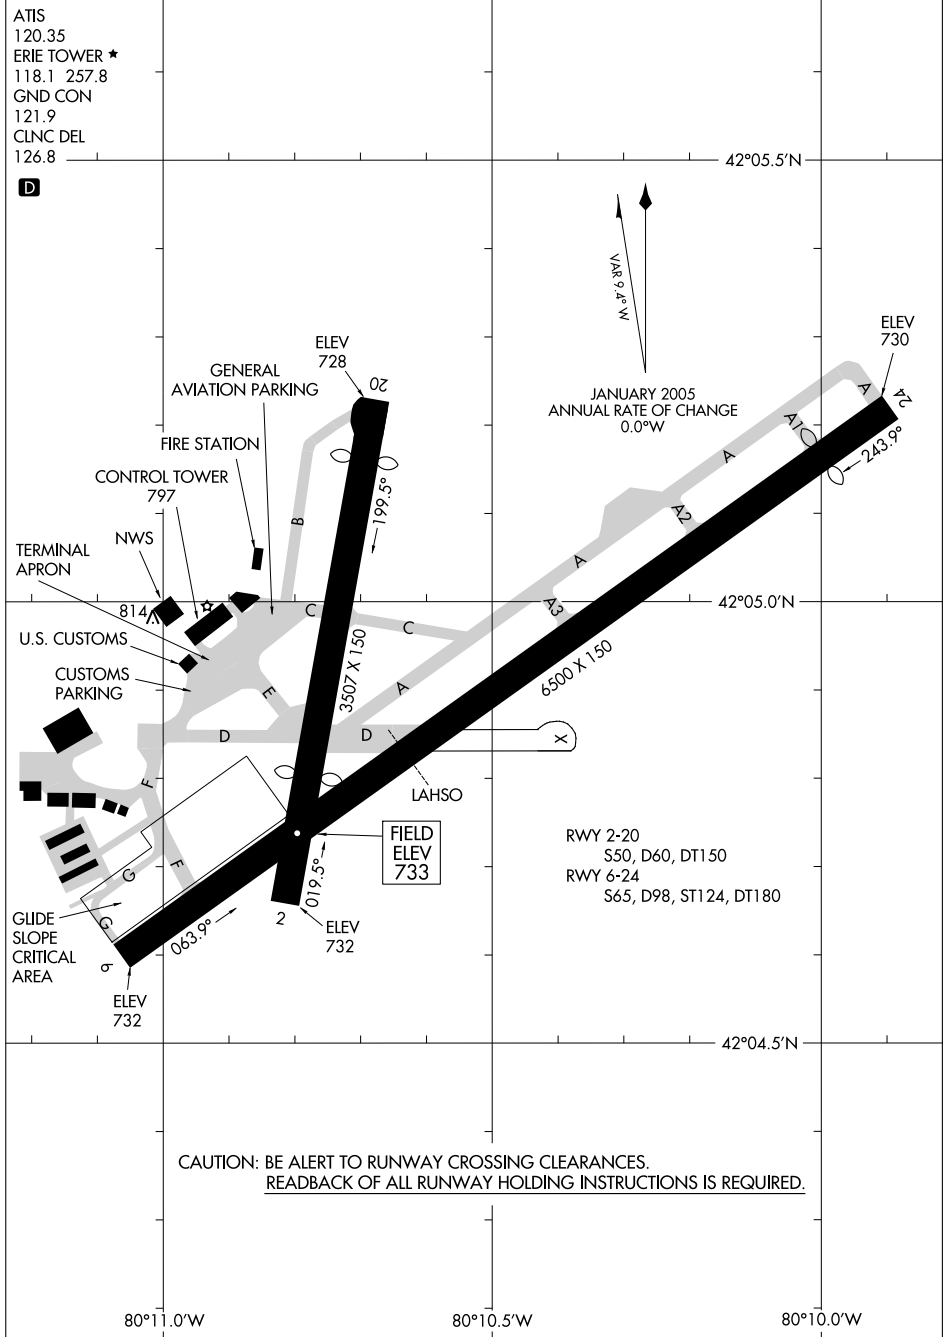 ATIS
120.35
ERIE TOWER ★
118.1 257.8
GND CON
121.9
CLNC DEL
126.8
D
42°05.5'N
VAR 9.4° W
JANUARY 2005
ANNUAL RATE OF CHANGE
0.0°W
ELEV
730
ELEV
728
20
24
GENERAL
AVIATION PARKING
A
A1
243.9°
FIRE STATION
A
CONTROL TOWER
797
199.5°
B
A2
NWS
TERMINAL
APRON
A
814
42°05.0'N
A3
C
C
U.S. CUSTOMS
CUSTOMS
PARKING
3507 X 150
6500 X 150
A
E
D
D
X
F
LAHSO
FIELD
ELEV
733
RWY 2-20
S50, D60, DT150
RWY 6-24
S65, D98, ST124, DT180
F
G
G
019.5°
063.9°
2
GLIDE
SLOPE
CRITICAL
AREA
6
ELEV
732
ELEV
732
42°04.5'N
CAUTION: BE ALERT TO RUNWAY CROSSING CLEARANCES.
READBACK OF ALL RUNWAY HOLDING INSTRUCTIONS IS REQUIRED.
80°11.0'W
80°10.5'W
80°10.0'W